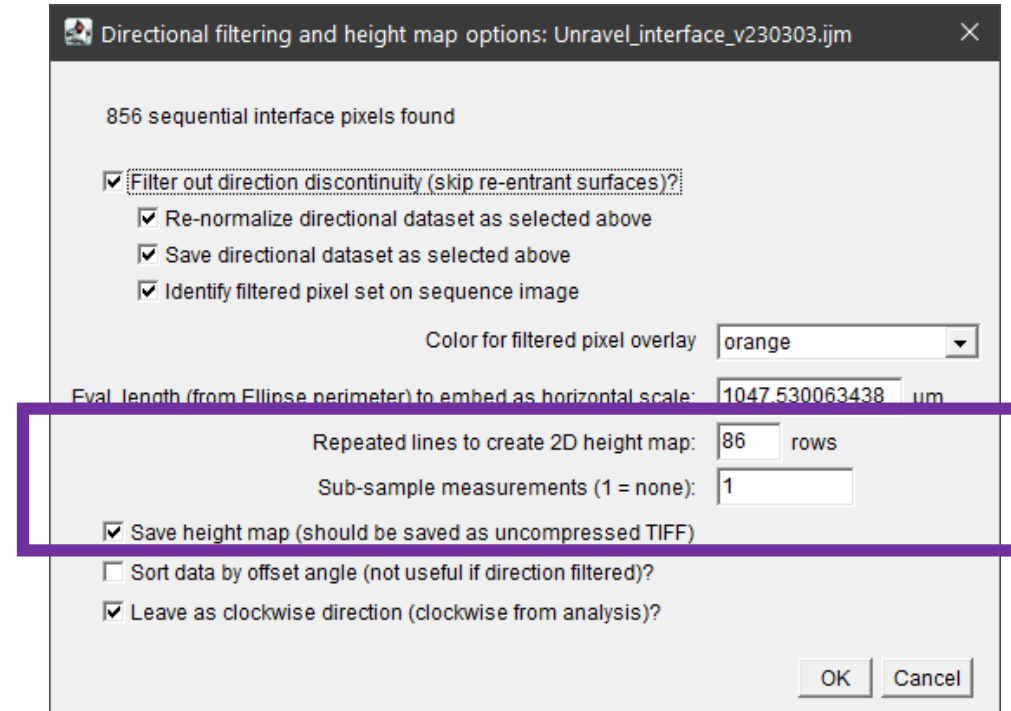 Directional filtering and height map options: Unravel_interface_v230303.ijm
856 sequential interface pixels found
Filter out direction discontinuity (skip re-entrant surfaces)?
Re-normalize directional dataset as selected above
Save directional dataset as selected above
Identify filtered pixel set on sequence image
Color for filtered pixel overlay orange
Eval. length (from Ellipse perimeter) to embed as horizontal scale: 1047.530063438 um
Repeated lines to create 2D height map: 86 rows
Sub-sample measurements (1 = none): 1
Save height map (should be saved as uncompressed TIFF)
Sort data by offset angle (not useful if direction filtered)?
Leave as clockwise direction (clockwise from analysis)?
OK Cancel